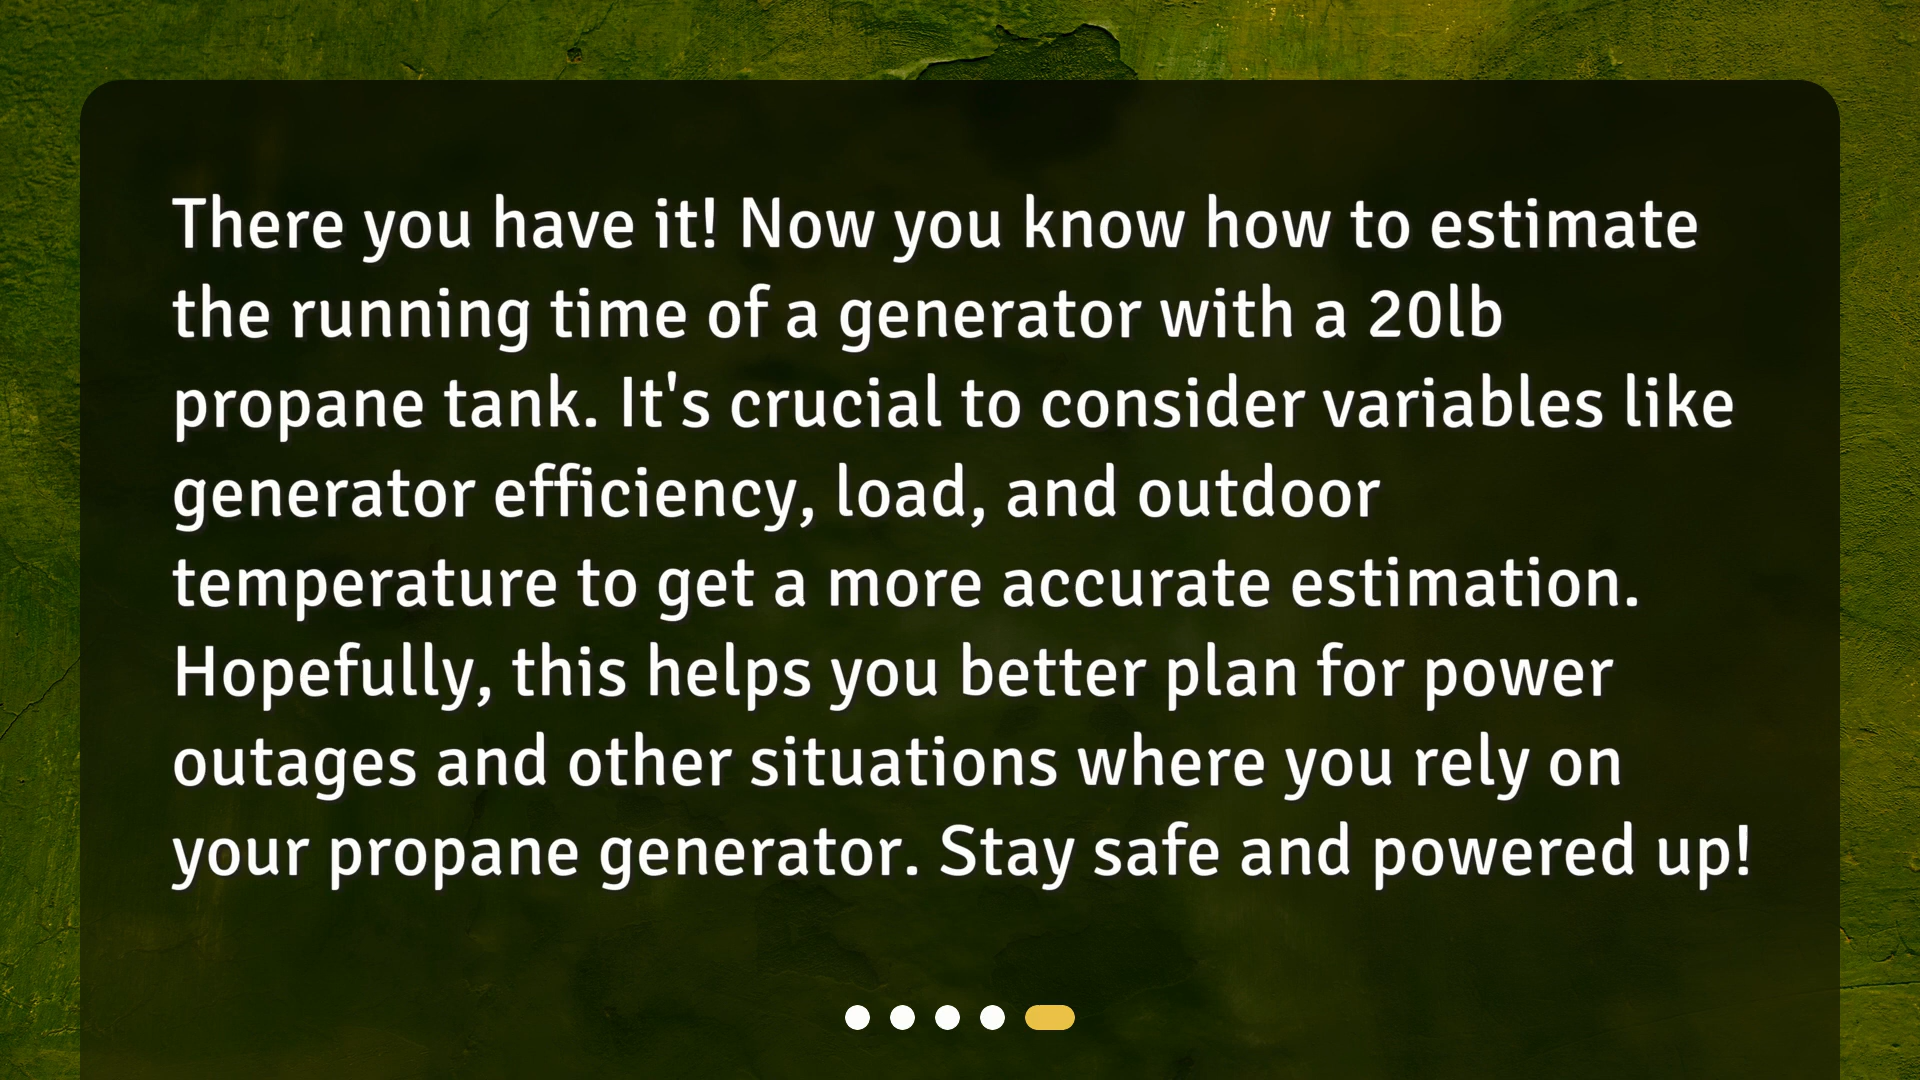 There you have it! Now you know how to estimate
the running time of a generator with a 20lb
propane tank. It's crucial to consider variables like
generator efficiency, load, and outdoor
temperature to get a more accurate estimation.
Hopefully, this helps you better plan for power
outages and other situations where you rely on
your propane generator. Stay safe and powered up!